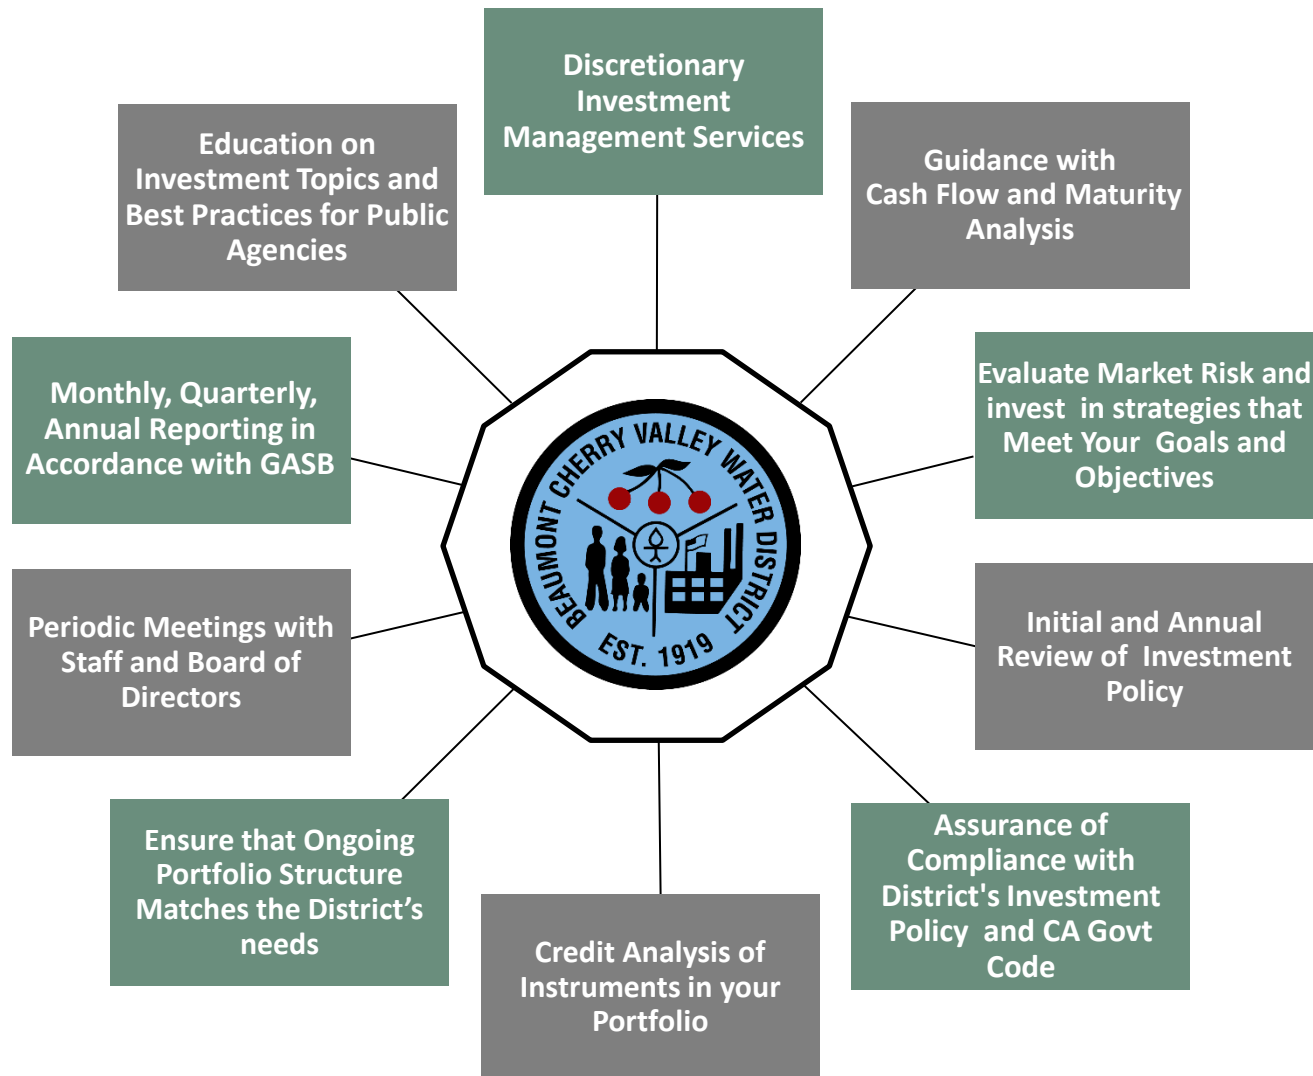 Discretionary
Investment
Management Services
Education on
Investment Topics and
Best Practices for Public
Agencies
Guidance with
Cash Flow and Maturity
Analysis
Monthly, Quarterly,
Annual Reporting in
Accordance with GASB
Evaluate Market Risk and
invest in strategies that
Meet Your Goals and
Objectives
BEAUMONT CHERRY VALLEY WATER DISTRICT
EST. 1919
Periodic Meetings with
Staff and Board of
Directors
Initial and Annual
Review of Investment
Policy
Ensure that Ongoing
Portfolio Structure
Matches the District’s
needs
Assurance of
Compliance with
District's Investment
Policy and CA Govt
Code
Credit Analysis of
Instruments in your
Portfolio